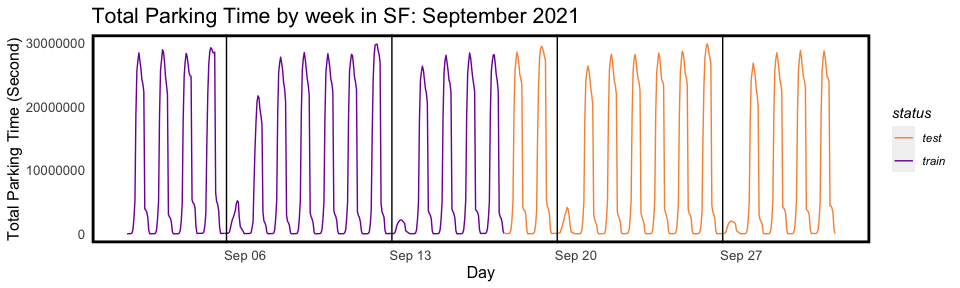 Total Parking Time by week in SF: September 2021
Total Parking Time (Second)
30000000
20000000
10000000
0
Sep 06
Sep 13
Sep 20
Sep 27
Day
status
test
train